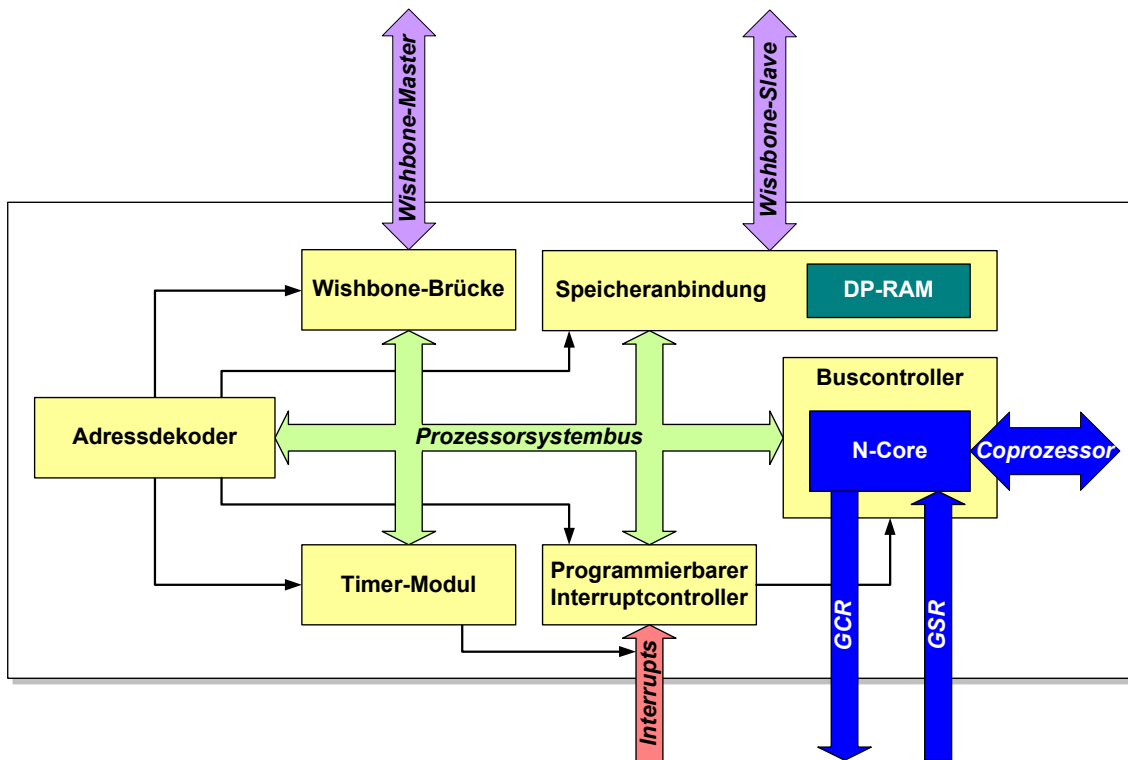 Wishbone-Master
Wishbone-Slave
Wishbone-Brücke
Speicheranbindung
DP-RAM
Buscontroller
Adressdekoder
Prozessorsystembus
N-Core
Coprozessor
Timer-Modul
Programmierbarer
Interruptcontroller
GCR
GSR
Interrupts